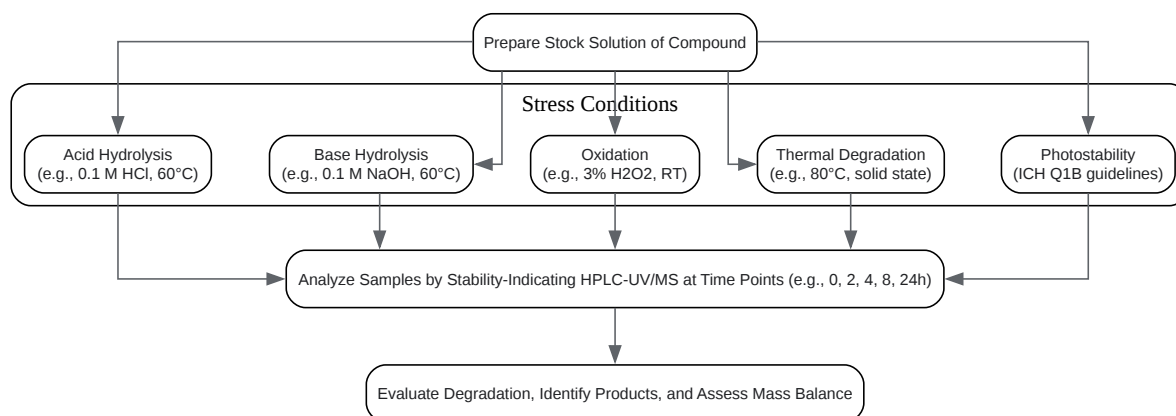 Prepare Stock Solution of Compound
Stress Conditions
Acid Hydrolysis
(e.g., 0.1 M HCl, 60°C)
Base Hydrolysis
(e.g., 0.1 M NaOH, 60°C)
Oxidation
(e.g., 3% H2O2, RT)
Thermal Degradation
(e.g., 80°C, solid state)
Photostability
(ICH Q1B guidelines)
Analyze Samples by Stability-Indicating HPLC-UV/MS at Time Points (e.g., 0, 2, 4, 8, 24h)
Evaluate Degradation, Identify Products, and Assess Mass Balance